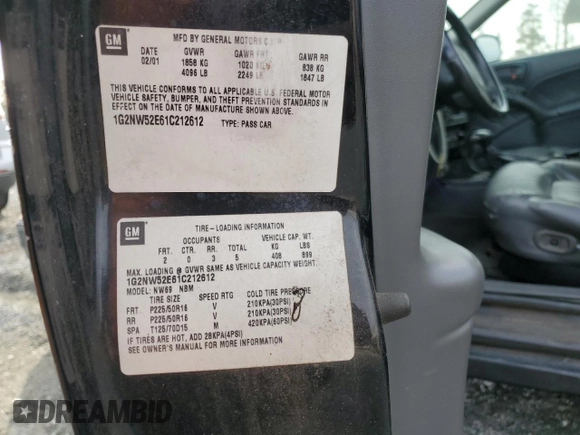 GM
MFD BY GENERAL MOTORS CORP
DATE GVWR GAWR FRT GAWR RR
02/01 1858 KG 1020 KG 838 KG
4096 LB 2249 LB 1847 LB
THIS VEHICLE CONFORMS TO ALL APPLICABLE U.S. FEDERAL MOTOR
VEHICLE SAFETY, BUMPER, AND THEFT PREVENTION STANDARDS IN
EFFECT ON THE DATE OF MANUFACTURE SHOWN ABOVE.
1G2NW52E61C212612 TYPE: PASS CAR
GM
TIRE-LOADING INFORMATION
OCCUPANTS VEHICLE CAP. WT.
FRT. CTR. RR. TOTAL KG LBS
2 0 3 5 408 899
MAX. LOADING @ GVWR SAME AS VEHICLE CAPACITY WEIGHT.
1G2NW52E61C212612
MODEL: NW69 NBM
TIRE SIZE SPEED RTG COLD TIRE PRESSURE
FRT P225/50R16 V 210KPA(30PSI)
RR P225/50R16 V 210KPA(30PSI)
SPA T125/70D15 M 420KPA(60PSI)
IF TIRES ARE HOT, ADD 28KPA(4PSI)
SEE OWNER'S MANUAL FOR MORE INFORMATION
DREAMBID